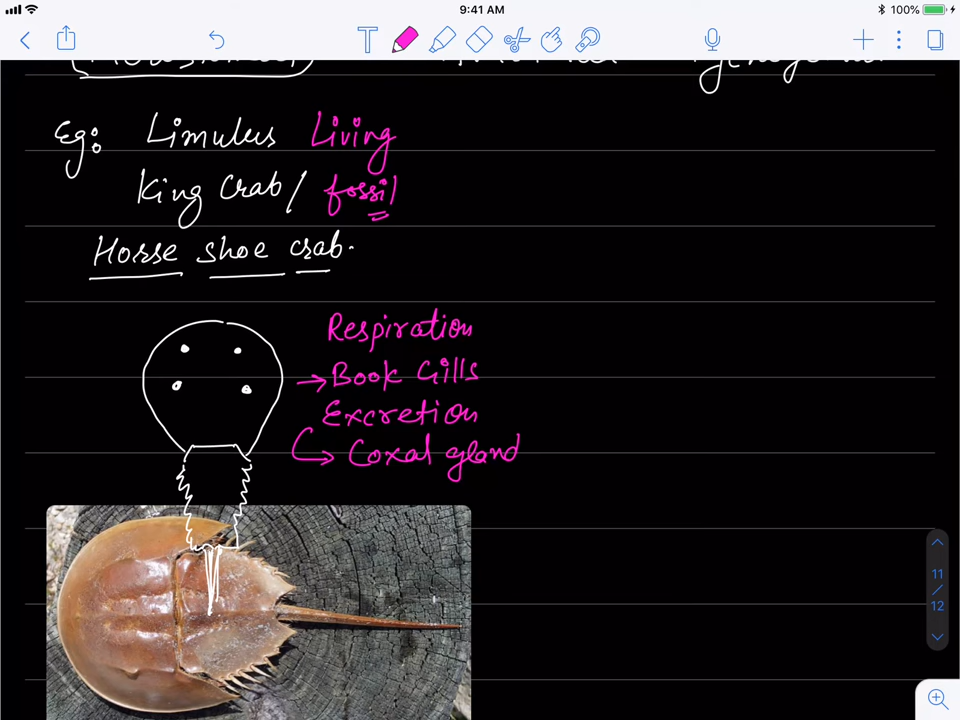 9:41 AM
100%
T
Eg: Limulus Living
King Crab/ fossil
Horse shoe crab.
Respiration
→ Book Gills
Excretion
→ Coxal gland
11
/
12